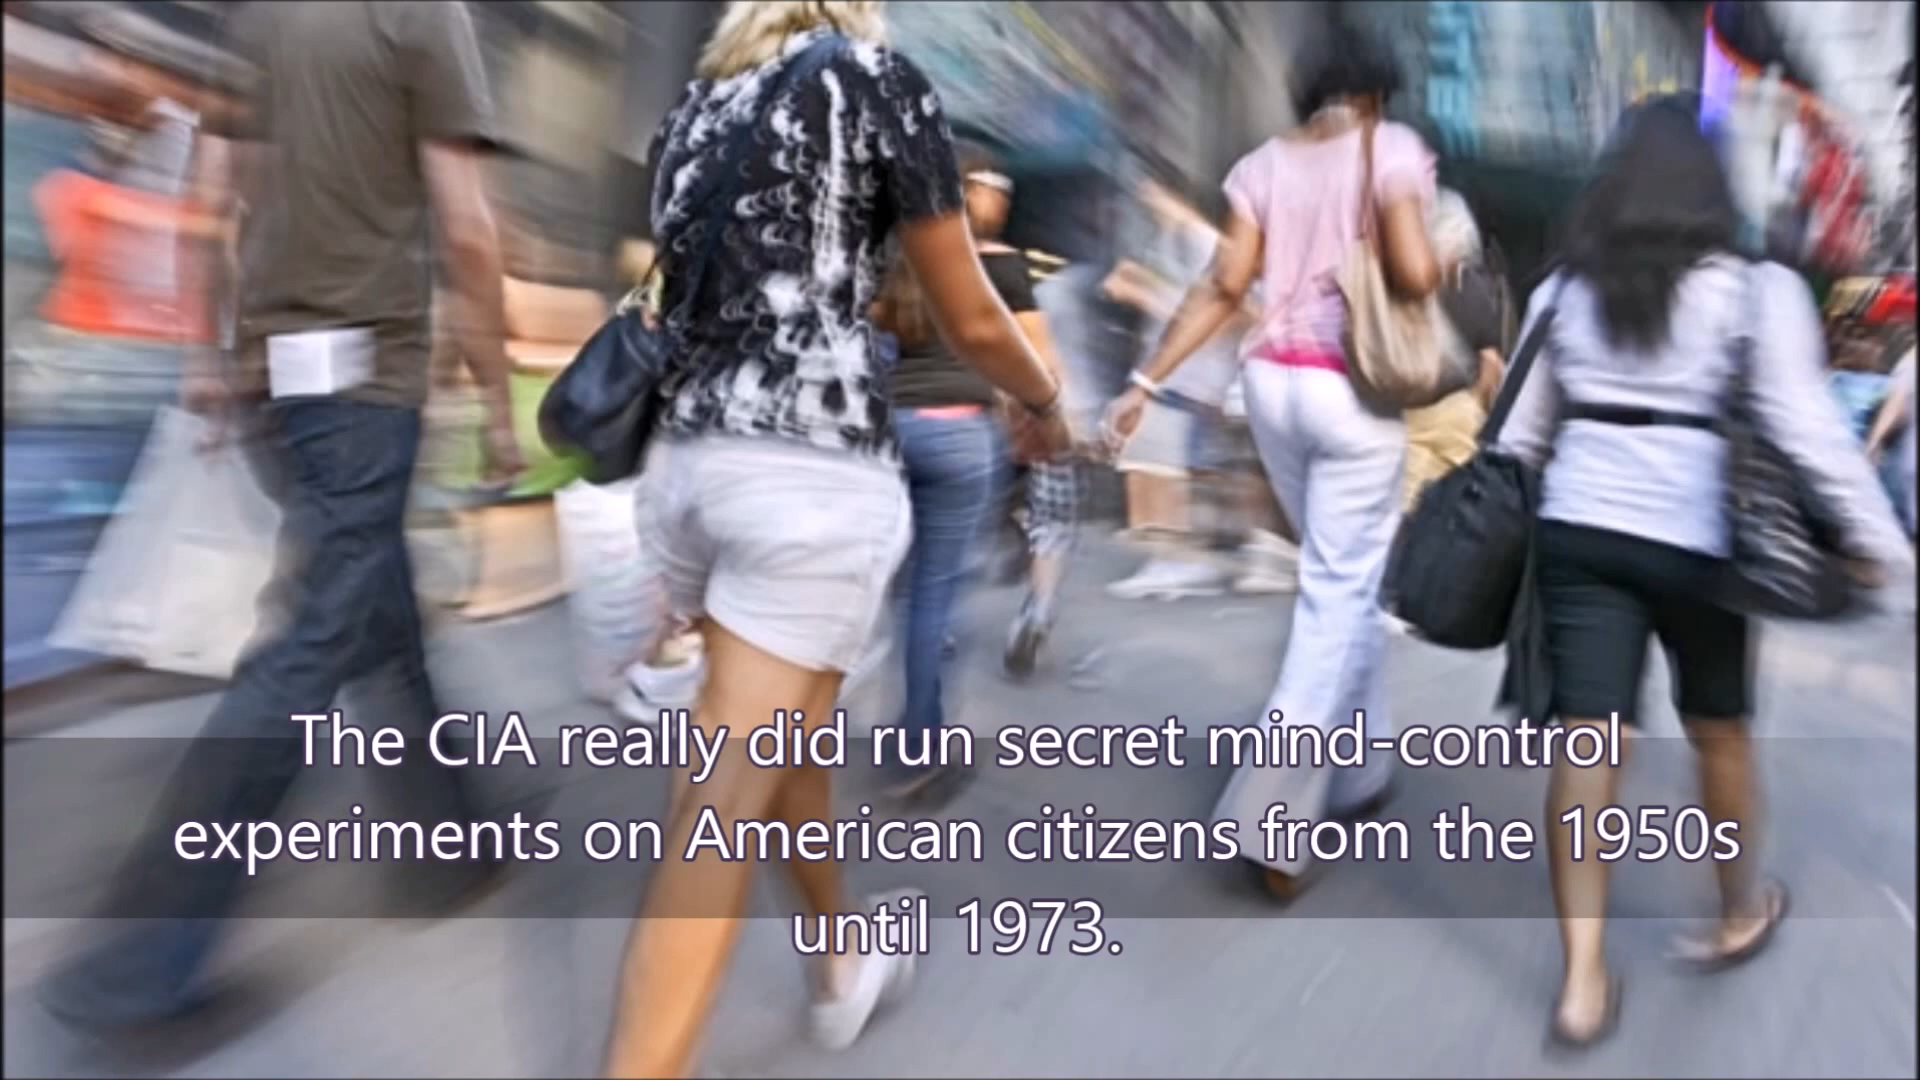 The CIA really did run secret mind-control
experiments on American citizens from the 1950s
until 1973.